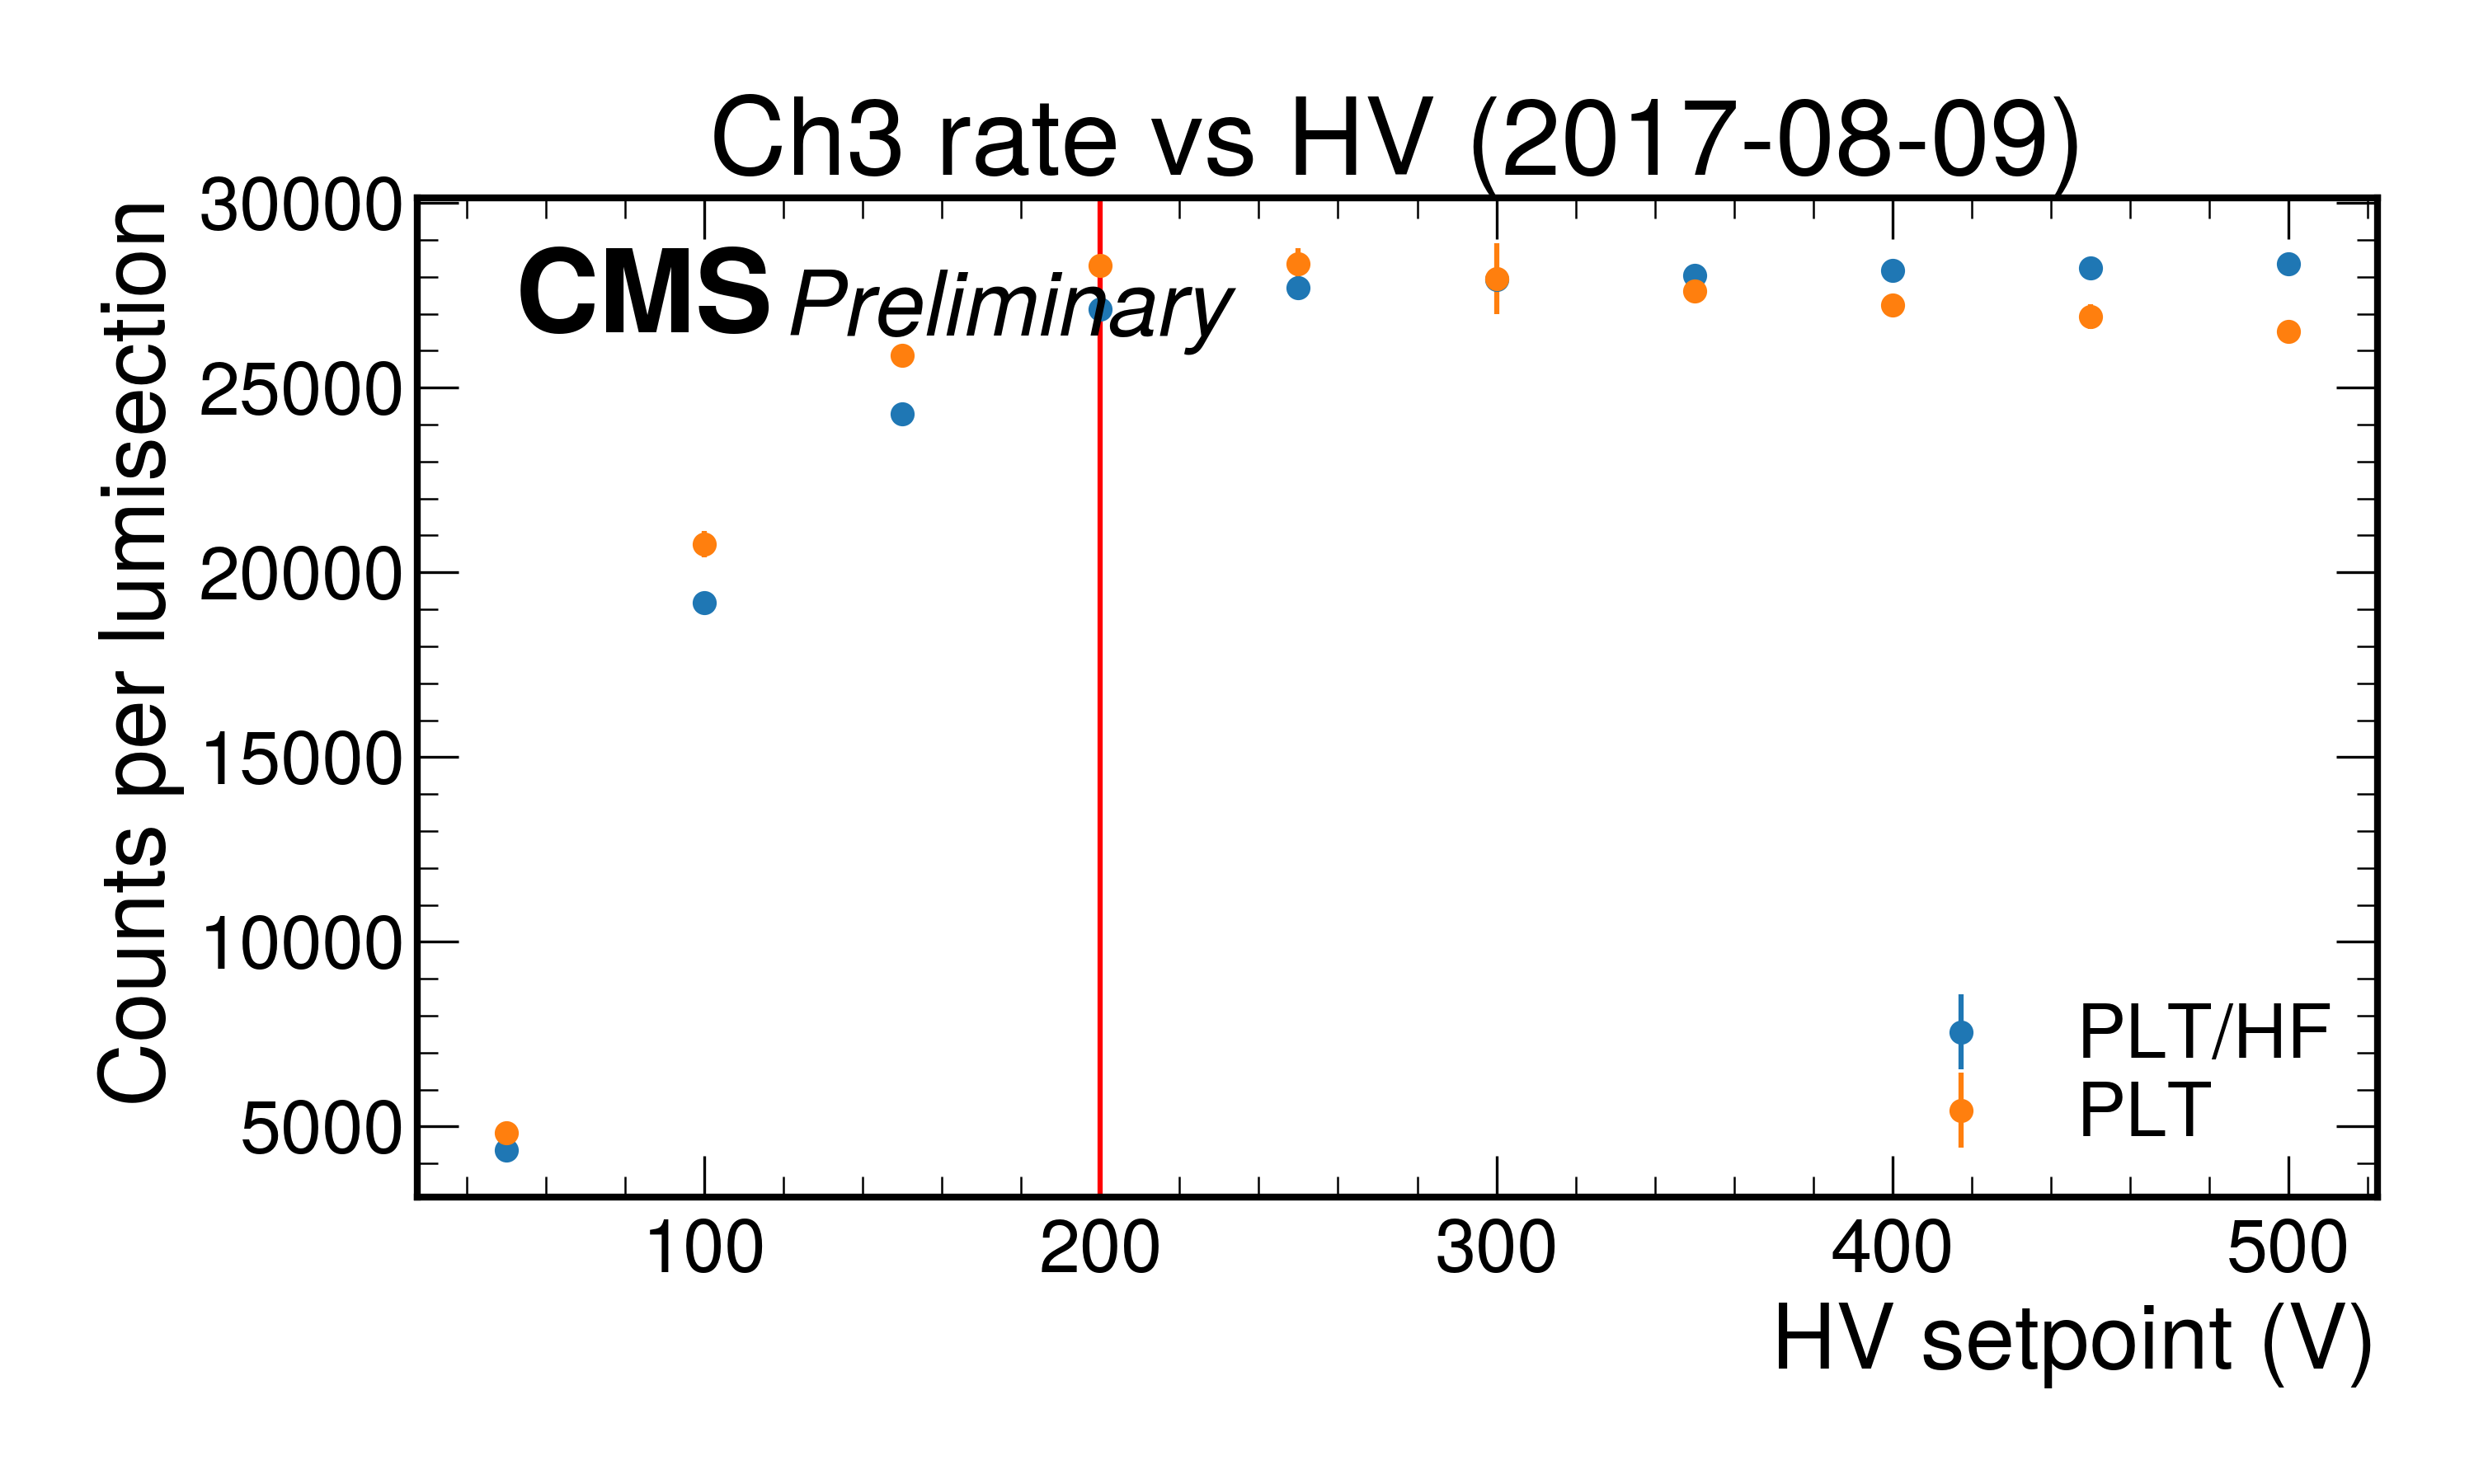 Ch3 rate vs HV (2017-08-09)
CMS Preliminary
Counts per lumisection
30000
25000
20000
15000
10000
5000
PLT/HF
PLT
100 200 300 400 500
HV setpoint (V)